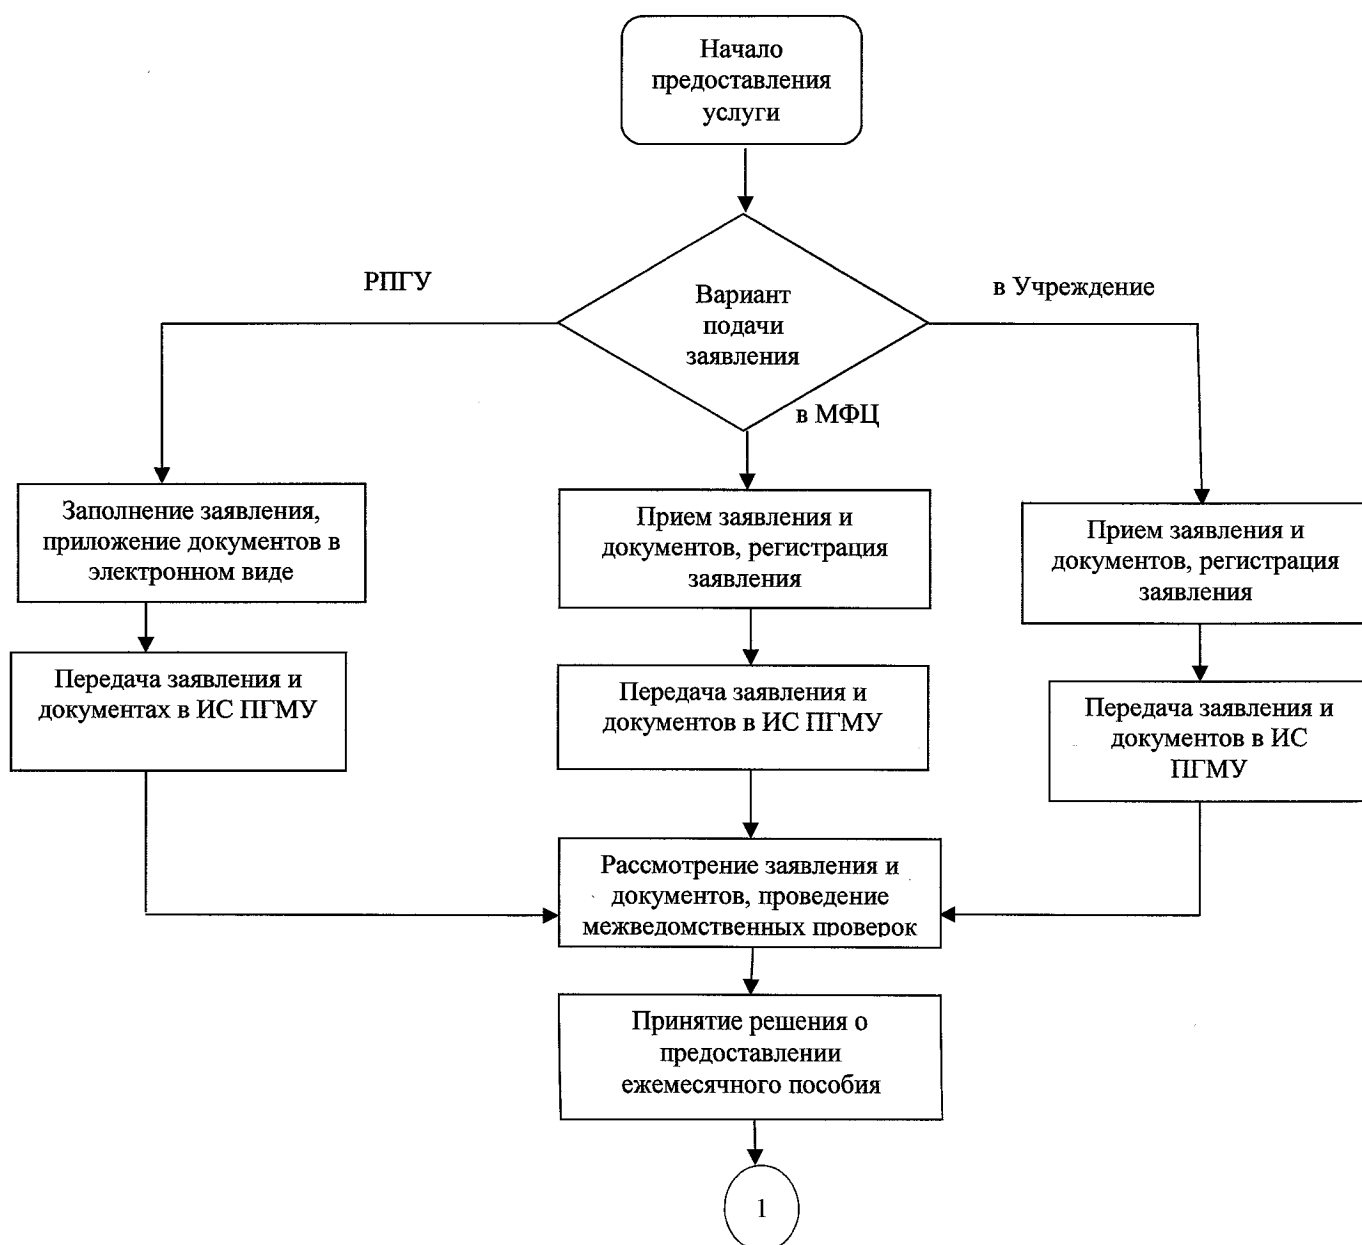 Начало
предоставления
услуги
РПГУ
в Учреждение
Вариант
подачи
заявления
в МФЦ
Заполнение заявления,
приложение документов в
электронном виде
Прием заявления и
документов, регистрация
заявления
Прием заявления и
документов, регистрация
заявления
Передача заявления и
документах в ИС ПГМУ
Передача заявления и
документов в ИС ПГМУ
Передача заявления и
документов в ИС
ПГМУ
Рассмотрение заявления и
документов, проведение
межведомственных проверок
Принятие решения о
предоставлении
ежемесячного пособия
1